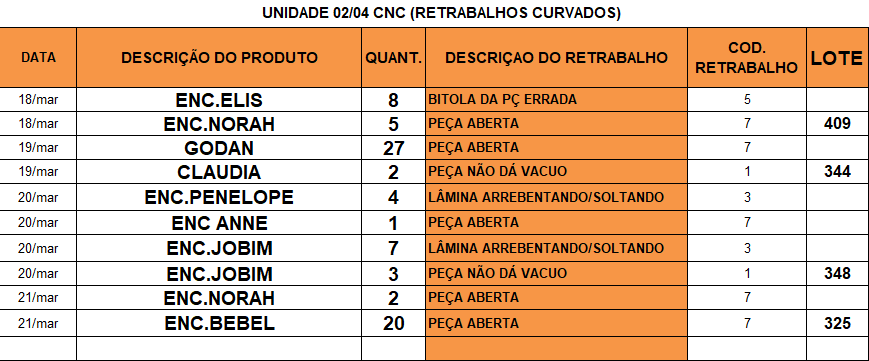 UNIDADE 02/04 CNC (RETRABALHOS CURVADOS)
DATA DESCRIÇÃO DO PRODUTO QUANT. DESCRIÇAO DO RETRABALHO COD. RETRABALHO LOTE
18/mar ENC.ELIS 8 BITOLA DA PÇ ERRADA 5
18/mar ENC.NORAH 5 PEÇA ABERTA 7 409
19/mar GODAN 27 PEÇA ABERTA 7
19/mar CLAUDIA 2 PEÇA NÃO DÁ VACUO 1 344
20/mar ENC.PENELOPE 4 LÂMINA ARREBENTANDO/SOLTANDO 3
20/mar ENC ANNE 1 PEÇA ABERTA 7
20/mar ENC.JOBIM 7 LÂMINA ARREBENTANDO/SOLTANDO 3
20/mar ENC.JOBIM 3 PEÇA NÃO DÁ VACUO 1 348
21/mar ENC.NORAH 2 PEÇA ABERTA 7
21/mar ENC.BEBEL 20 PEÇA ABERTA 7 325